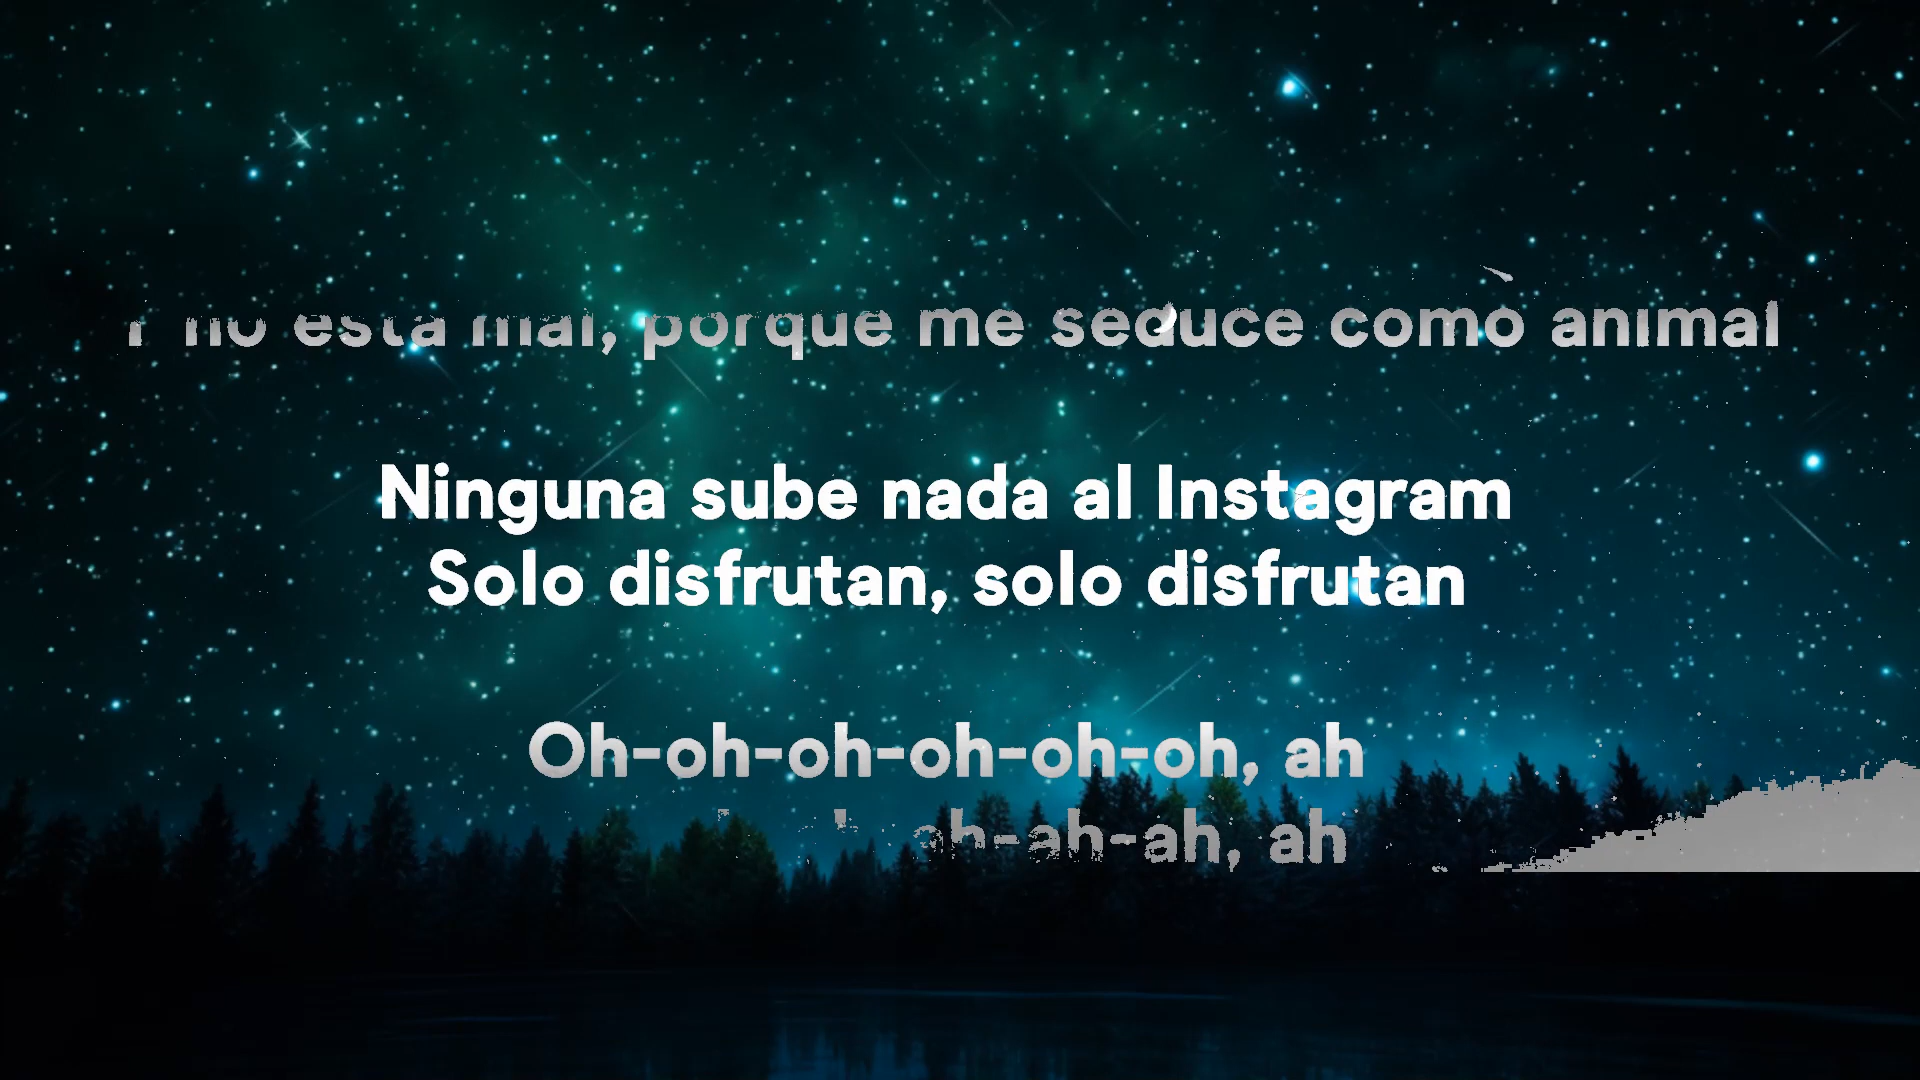 no esta mal, porque me seduce como animal
Ninguna sube nada al Instagram
Solo disfrutan, solo disfrutan
Oh-oh-oh-oh-oh-oh, ah
ah-ah-ah, ah